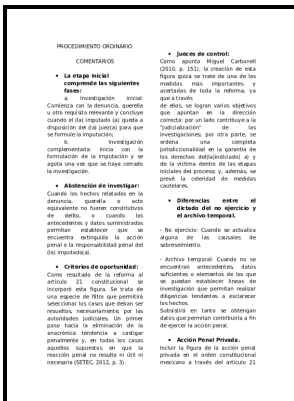 PROCEDIMIENTO ORDINARIO.
COMENTARIOS
• La etapa inicial
comprende las siguientes
fases:
a. Investigación inicial:
Comienza con la denuncia, querella
u otro requisito relevante y concluye
cuando el (la) imputado (a) queda a
disposición del (la) juez(a) para que
se formule la imputación;
b. Investigación
complementaria: Inicia con la
formulación de la imputación y se
agota una vez que se haya cerrado
la investigación.
• Abstención de investigar:
Cuando los hechos relatados en la
denuncia, querella o acto
equivalente no fueren constitutivos
de delito, o cuando los
antecedentes y datos suministrados
permitan establecer que se
encuentra extinguida la acción
penal o la responsabilidad penal del
(la) imputado(a).
• Criterios de oportunidad:
Como resultado de la reforma al
artículo 21 constitucional se
incorporó esta figura. Se trata de
una especie de filtro que permitirá
seleccionar los casos que deban ser
resueltos, necesariamente, por las
autoridades judiciales. Un primer
paso hacia la eliminación de la
anacrónica tendencia a castigar
penalmente y, en todos los casos
aquellos supuestos en que la
reacción penal no resulta ni útil ni
necesaria (SETEC, 2012, p. 3).
• Jueces de control:
Como apunta Miguel Carbonell
(2010, p. 151), la creación de esta
figura quizá se trate de una de las
medidas más importantes y
acertadas de toda la reforma, ya
que a través
de ellos, se logran varios objetivos
que apuntan en la dirección
correcta: por un lado contribuye a la
"judicialización" de las
investigaciones; por otra parte, se
ordena una completa
jurisccionalidad en la garantía de
los derechos del(la)indiciado( a) y
de la víctima dentro de las etapas
iniciales del proceso; y, además, se
prevé la celeridad de medidas
cautelares.
• Diferencias entre el
dictado del no ejercicio y
el archivo temporal.
- No ejercicio: Cuando se actualiza
alguna de las causales de
sobreseimiento.
- Archivo temporal: Cuando no se
encuentran antecedentes, datos
suficientes o elementos de los que
se puedan establecer líneas de
investigación que permitan realizar
diligencias tendentes a esclarecer
los hechos.
Subsistirá en tanto se obtengan
datos que permitan contribuirla a fin
de ejercer la acción penal.
• Acción Penal Privada.
Incluir la figura de la acción penal
privada en el orden constitucional
mexicano a través del artículo 21